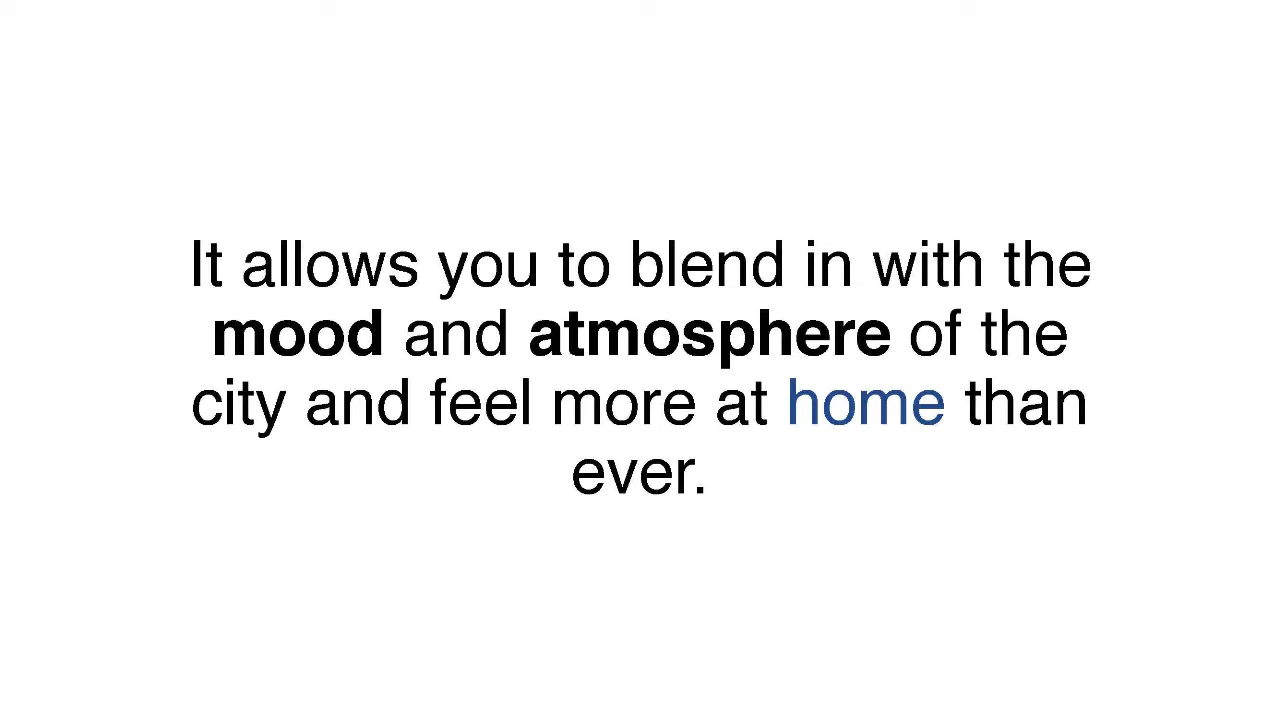 It allows you to blend in with the
mood and atmosphere of the
city and feel more at home than
ever.